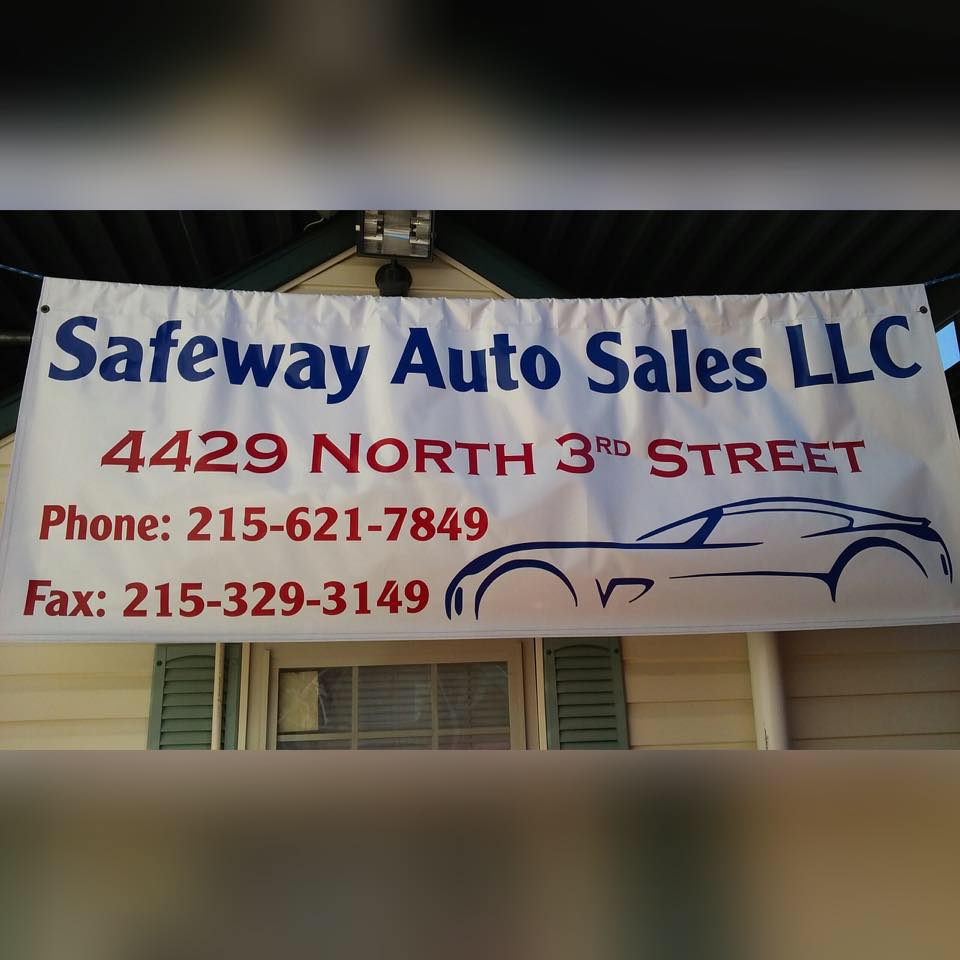 Safeway Auto Sales LLC
4429 North 3RD Street
Phone: 215-621-7849
Fax: 215-329-3149